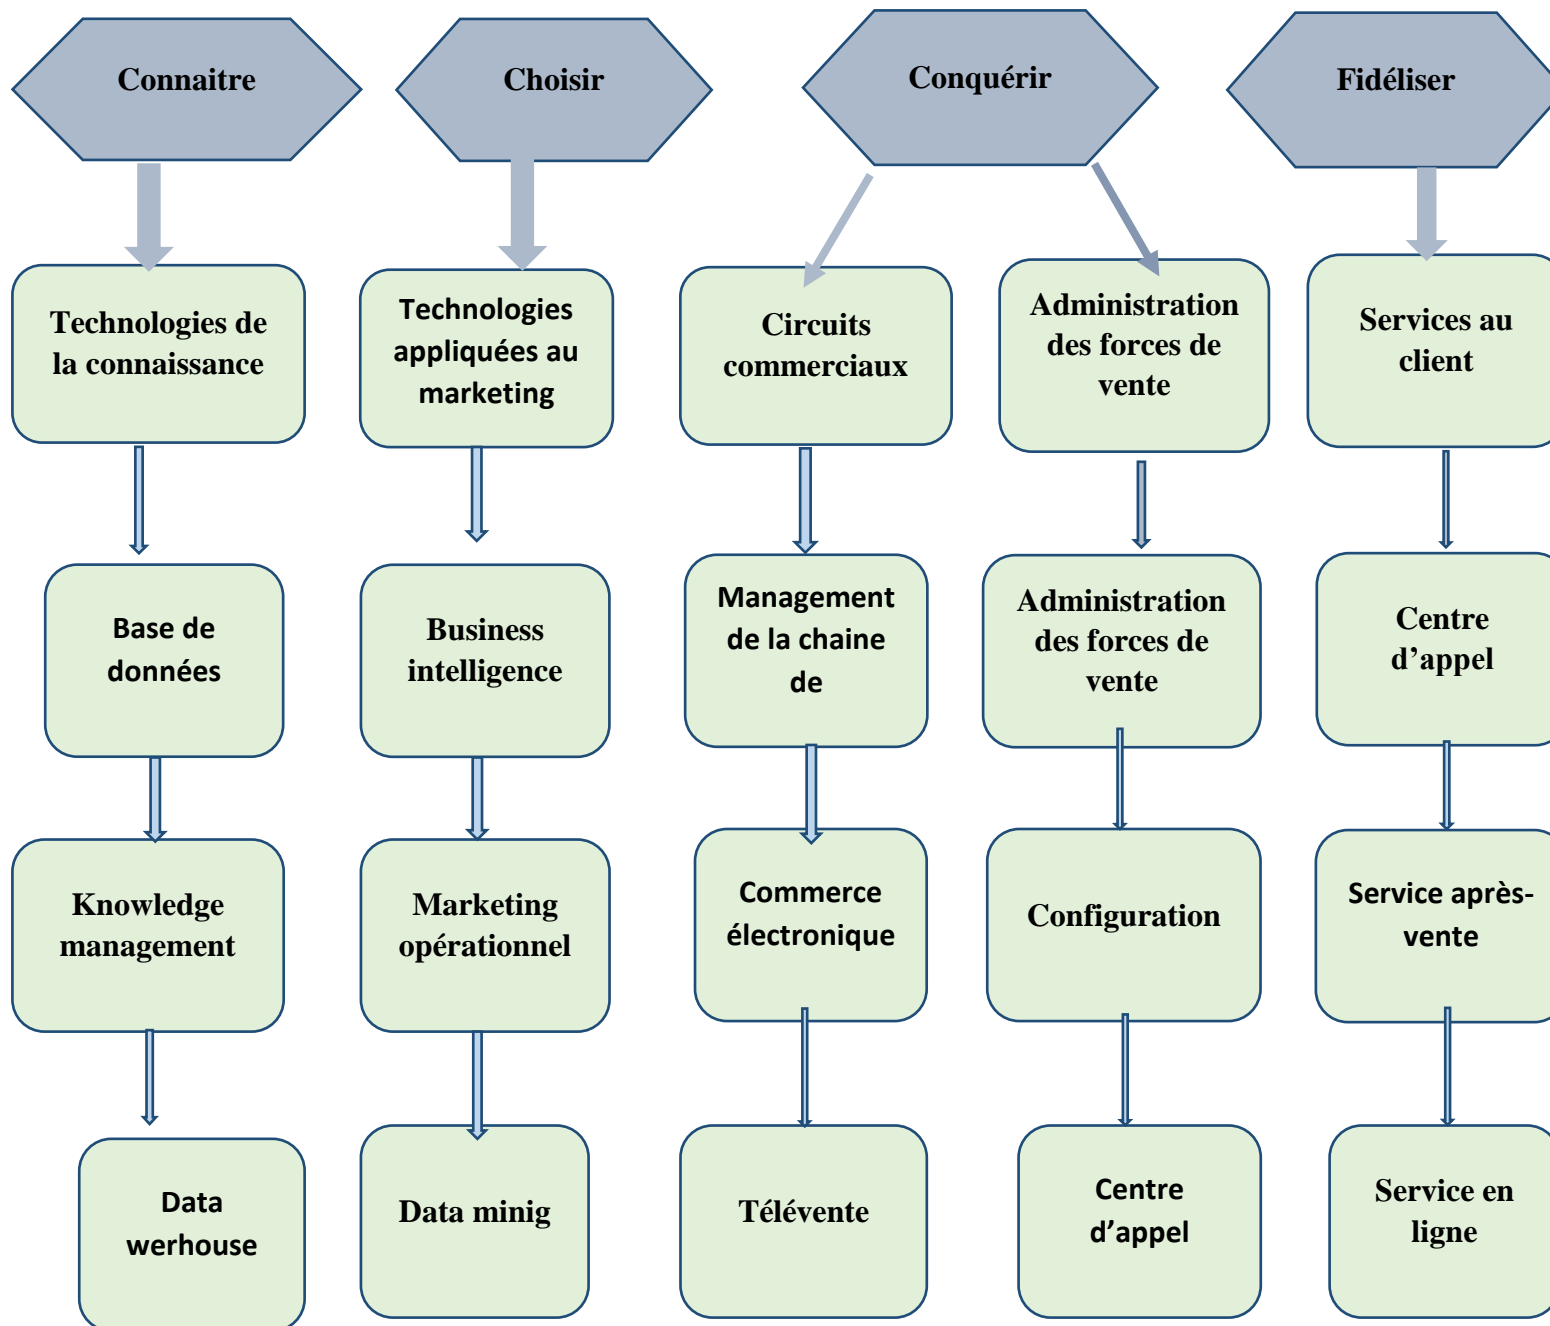 Connaitre
Choisir
Conquérir
Fidéliser
Technologies de
la connaissance
Technologies
appliquées au
marketing
Circuits
commerciaux
Administration
des forces de
vente
Services au
client
Base de
données
Business
intelligence
Management
de la chaine
de
Administration
des forces de
vente
Centre
d’appel
Knowledge
management
Marketing
opérationnel
Commerce
électronique
Configuration
Service après-
vente
Data
werhouse
Data minig
Télévente
Centre
d’appel
Service en
ligne